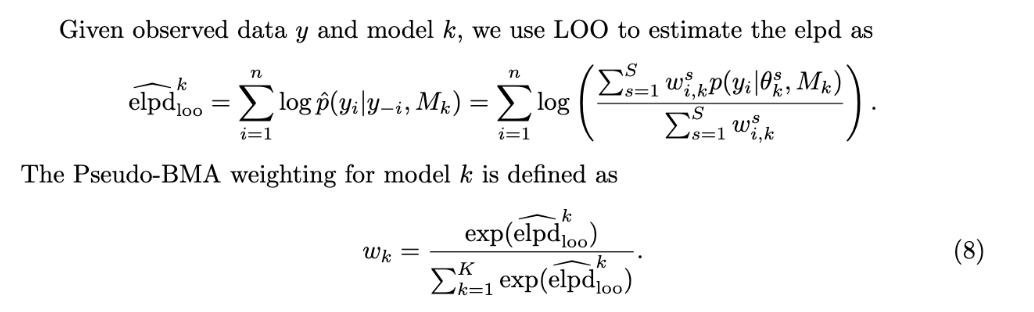 Given observed data y and model k, we use LOO to estimate the elpd as
$\widehat{\mathrm{elpd}}_{\mathrm{loo}}^{k} = \sum_{i=1}^{n} \log \hat{p}(y_i|y_{-i}, M_k) = \sum_{i=1}^{n} \log \left( \frac{\sum_{s=1}^{S} w_{i,k}^{s} p(y_i|\theta_k^s, M_k)}{\sum_{s=1}^{S} w_{i,k}^{s}} \right).$
The Pseudo-BMA weighting for model k is defined as
$w_k = \frac{\exp(\widehat{\mathrm{elpd}}_{\mathrm{loo}}^{k})}{\sum_{k=1}^{K} \exp(\widehat{\mathrm{elpd}}_{\mathrm{loo}}^{k})}.$ (8)